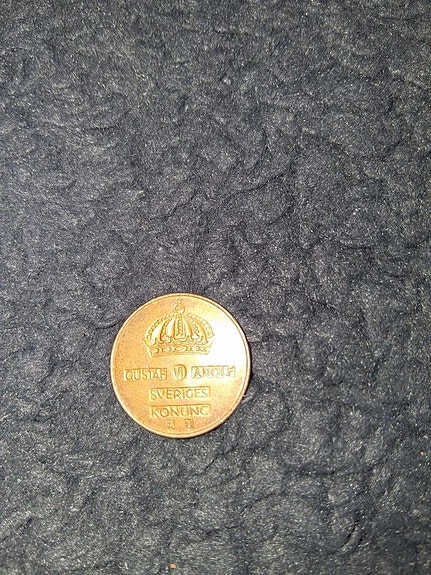 GUSTAF VI ADOLF
SVERIGES
KONUNG